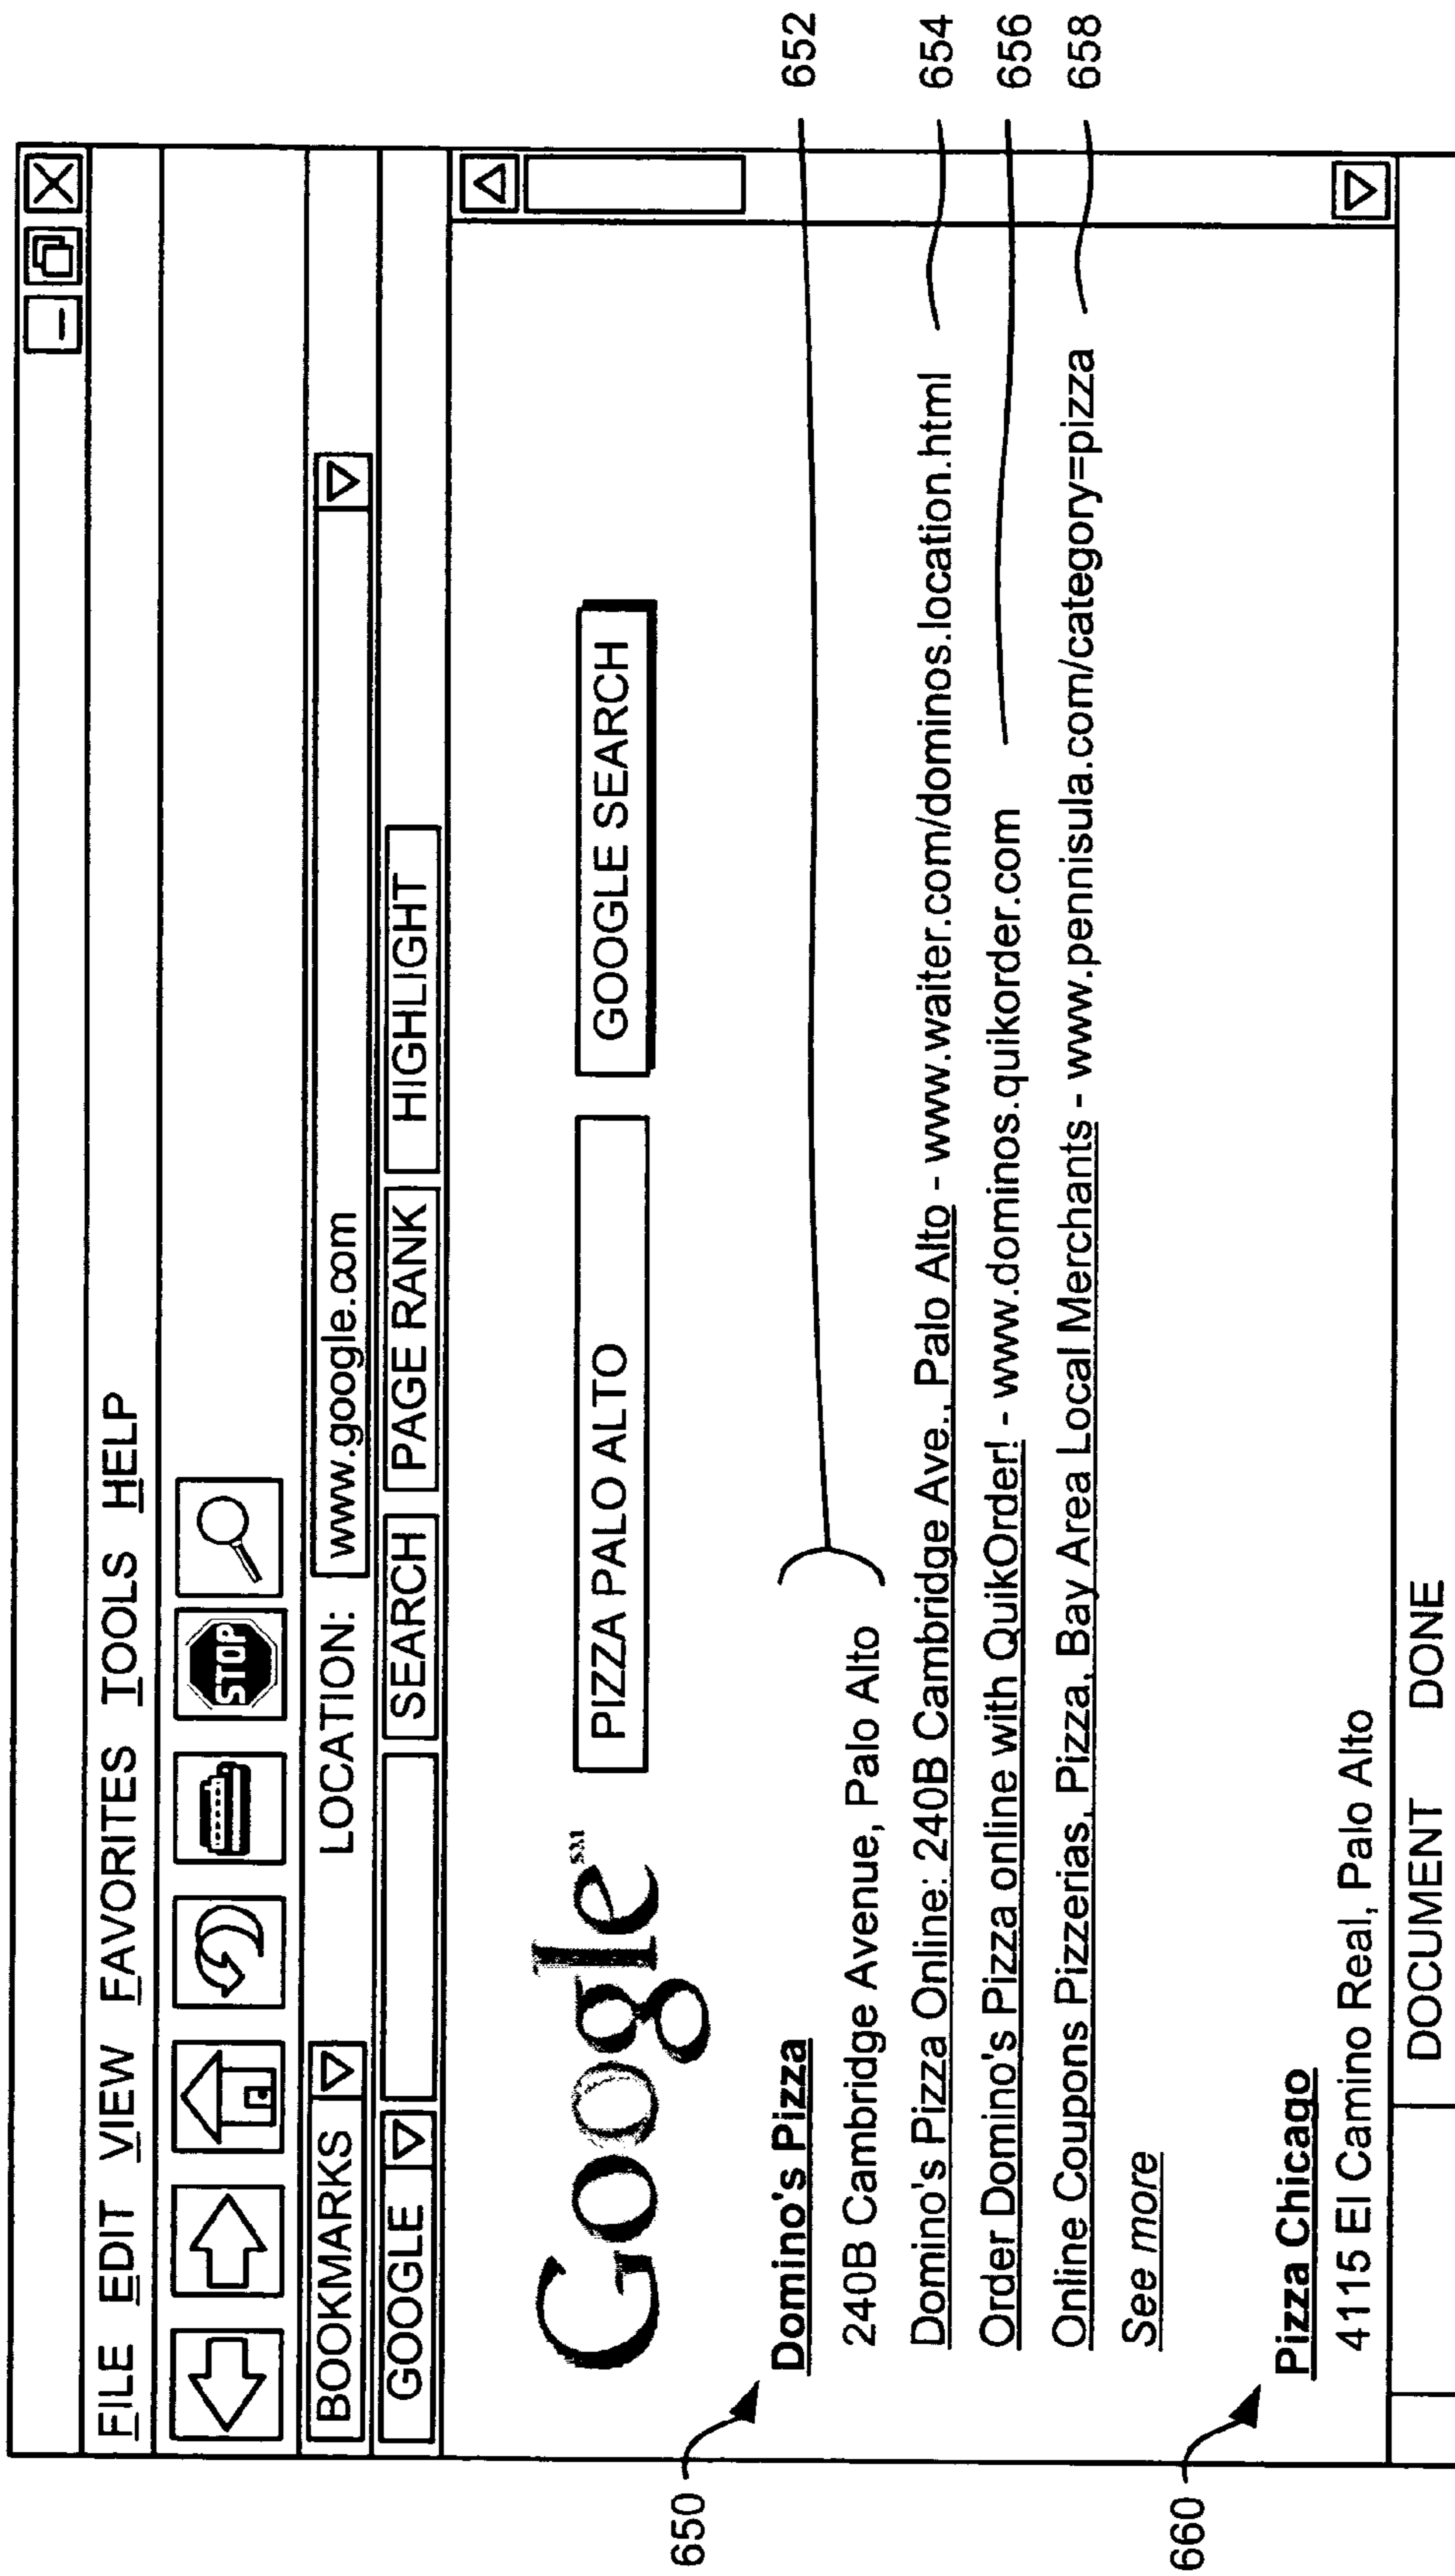 FILE EDIT VIEW FAVORITES TOOLS HELP
STOP
BOOKMARKS LOCATION: www.google.com
GOOGLE SEARCH PAGE RANK HIGHLIGHT
Google SM PIZZA PALO ALTO GOOGLE SEARCH
650
Domino's Pizza
652
240B Cambridge Avenue, Palo Alto
Domino's Pizza Online: 240B Cambridge Ave., Palo Alto - www.waiter.com/dominos.location.html 654
Order Domino's Pizza online with QuikOrder! - www.dominos.quikorder.com 656
Online Coupons Pizzerias, Pizza, Bay Area Local Merchants - www.pennisula.com/category=pizza 658
See more
660
Pizza Chicago
4115 El Camino Real, Palo Alto
DOCUMENT DONE